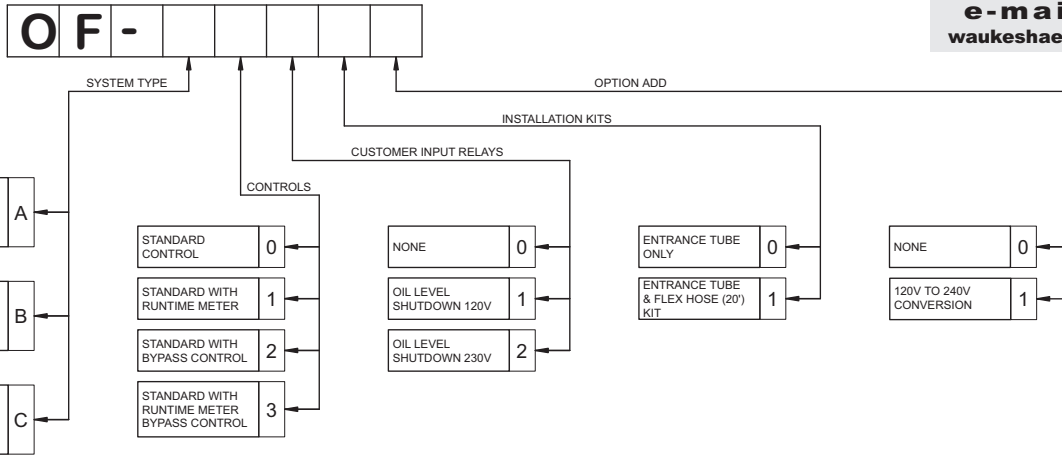 OF-
e-mai
waukeshae
SYSTEM TYPE
OPTION ADD
INSTALLATION KITS
CUSTOMER INPUT RELAYS
CONTROLS
A
B
C
STANDARD
CONTROL
0
STANDARD WITH
RUNTIME METER
1
STANDARD WITH
BYPASS CONTROL
2
STANDARD WITH
RUNTIME METER
BYPASS CONTROL
3
NONE
0
OIL LEVEL
SHUTDOWN 120V
1
OIL LEVEL
SHUTDOWN 230V
2
ENTRANCE TUBE
ONLY
0
ENTRANCE TUBE
& FLEX HOSE (20')
KIT
1
NONE
0
120V TO 240V
CONVERSION
1